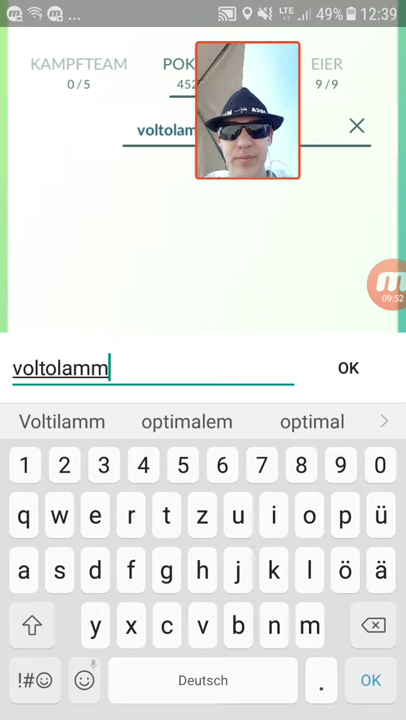 LTE 49% 12:39
KAMPFTEAM
0/5
POK
452
EIER
9/9
voltolam
09:52
voltolamm
OK
Voltilamm optimalem optimal
1 2 3 4 5 6 7 8 9 0
q w e r t z u i o p ü
a s d f g h j k l ö ä
y x c v b n m
!#☺ Deutsch . OK